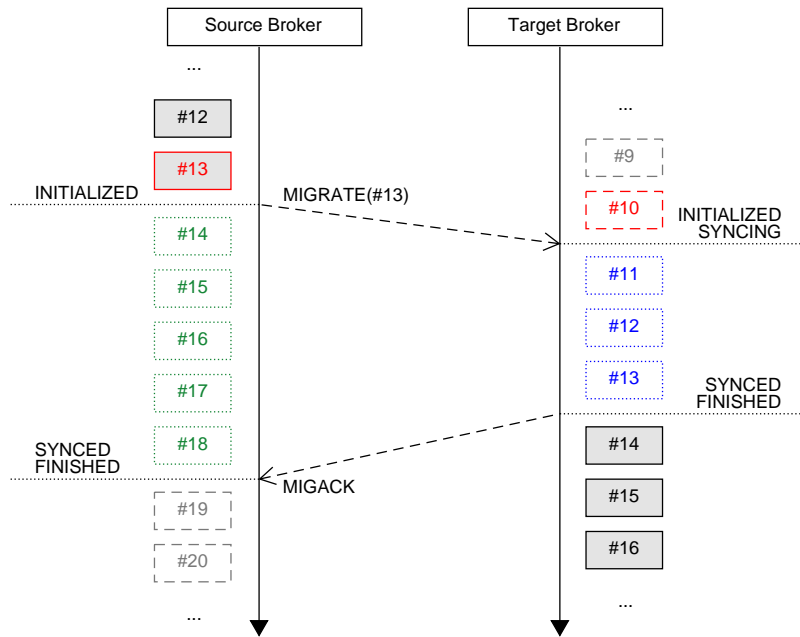 Source Broker
Target Broker
...
...
#12
#9
#13
INITIALIZED
MIGRATE(#13)
#10
INITIALIZED
SYNCING
#14
#11
#15
#12
#16
#13
#17
SYNCED
FINISHED
#18
#14
SYNCED
FINISHED
MIGACK
#15
#19
#16
#20
...
...